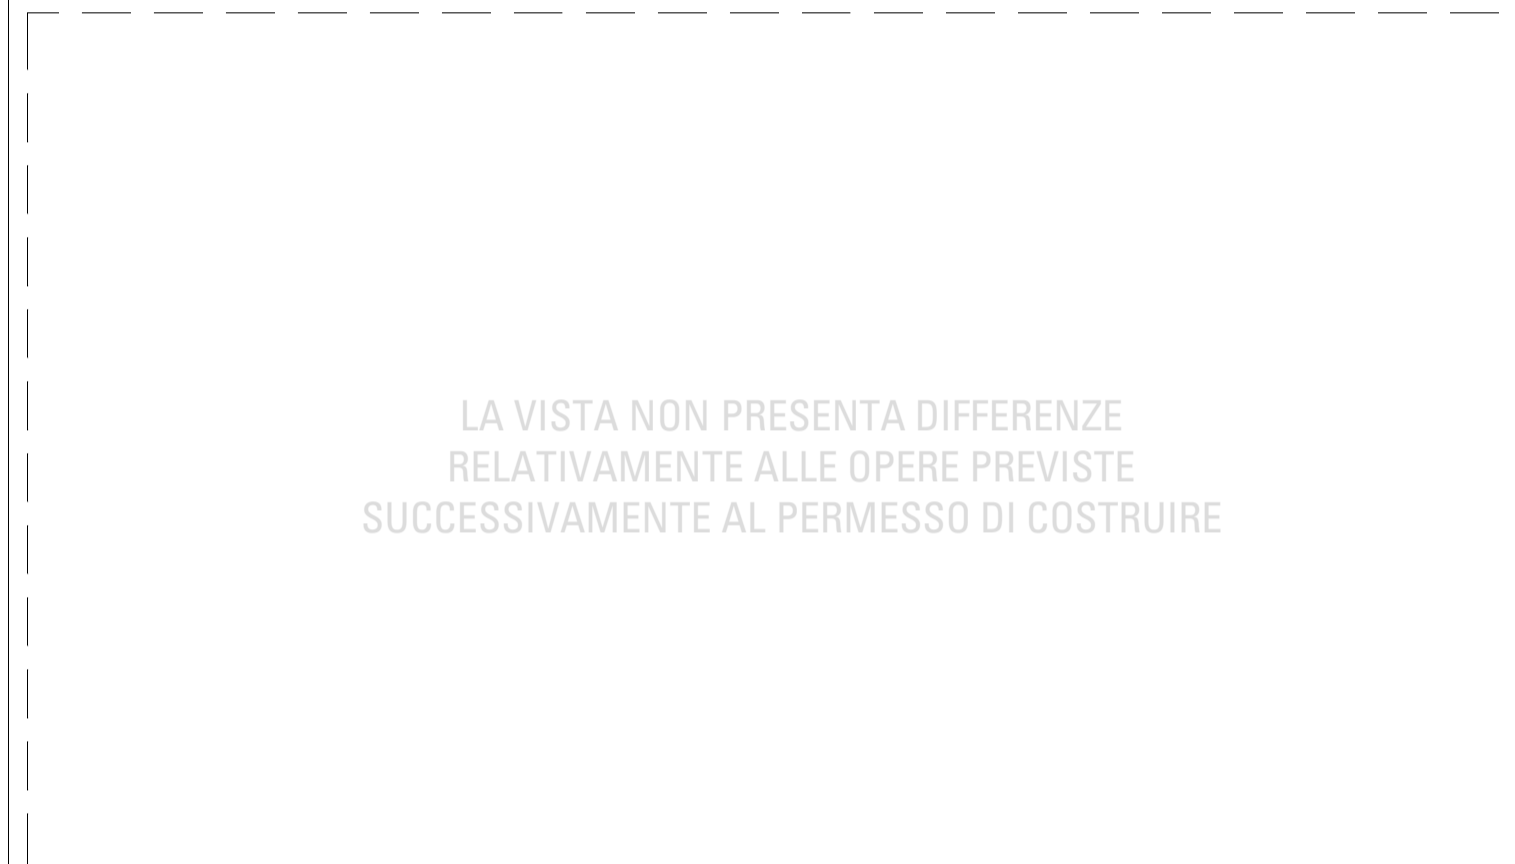 LA VISTA NON PRESENTA DIFFERENZE
RELATIVAMENTE ALLE OPERE PREVISTE
SUCCESSIVAMENTE AL PERMESSO DI COSTRUIRE